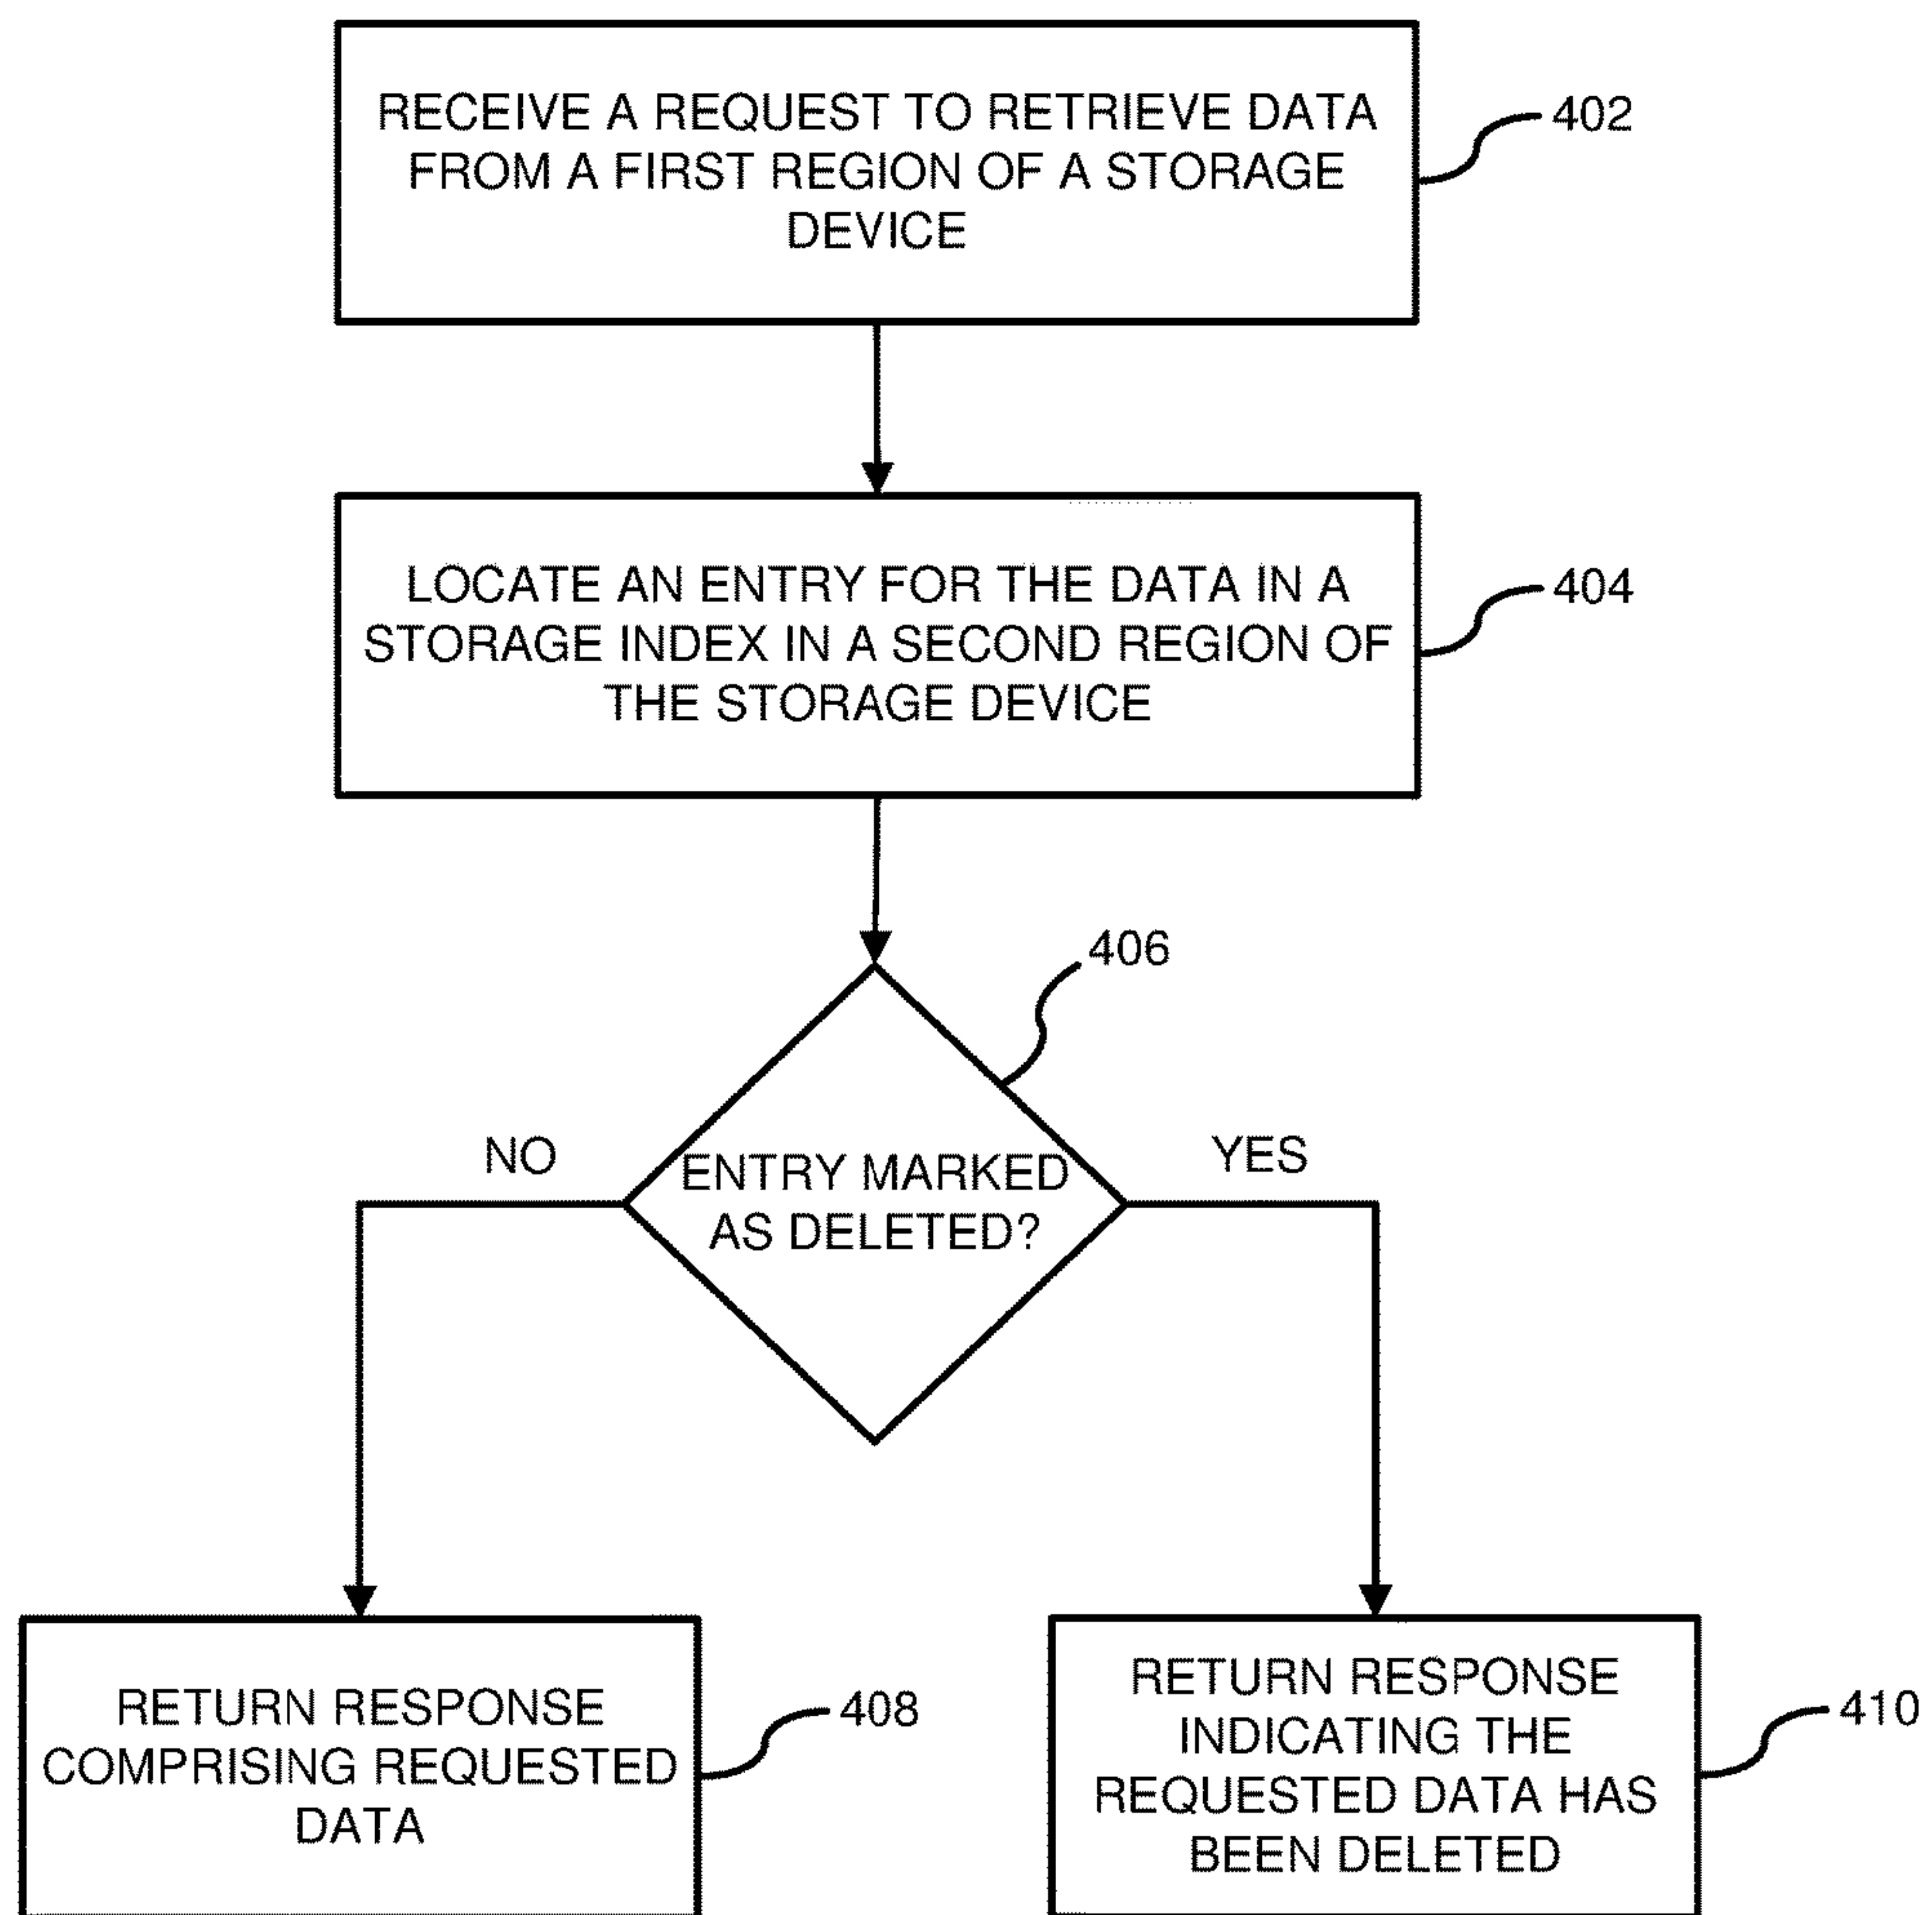 RECEIVE A REQUEST TO RETRIEVE DATA
FROM A FIRST REGION OF A STORAGE
DEVICE
402
LOCATE AN ENTRY FOR THE DATA IN A
STORAGE INDEX IN A SECOND REGION OF
THE STORAGE DEVICE
404
406
NO
YES
ENTRY MARKED
AS DELETED?
RETURN RESPONSE
COMPRISING REQUESTED
DATA
408
RETURN RESPONSE
INDICATING THE
REQUESTED DATA HAS
BEEN DELETED
410